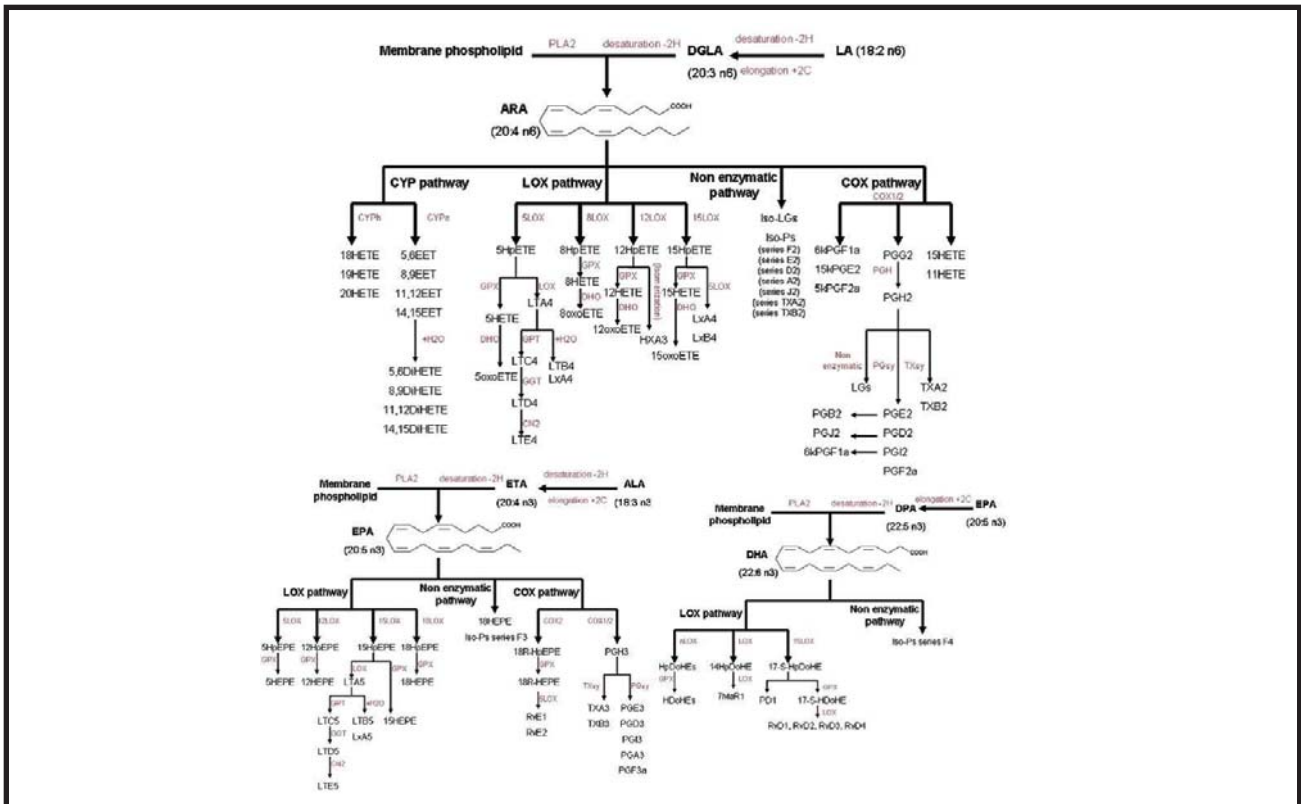 PLA2 desaturation -2H desaturation -2H
Membrane phospholipid DGLA LA (18:2 n6)
(20:3 n6) elongation +2C
ARA COOH
(20:4 n6)
CYP pathway LOX pathway Non enzymatic pathway COX pathway
COX1/2
CYPh CYPe 5LOX 8LOX 12LOX 15LOX
Iso-LGs
Iso-Ps
(series F2)
(series E2)
(series D2)
(series A2)
(series J2)
(series TXA2)
(series TXB2)
18HETE 5,6EET
19HETE 8,9EET
20HETE 11,12EET
14,15EET
+H2O
5,6DiHETE
8,9DiHETE
11,12DiHETE
14,15DiHETE
5HpETE 8HpETE 12HpETE 15HpETE
GPX LOX GPX GPX GPX 5LOX
LTA4 8HETE 12HETE 15HETE
5HETE DHO DHO DHO LxA4
8oxoETE 12oxoETE HXA3 LxB4
15oxoETE
DHO GPT +H2O
5oxoETE LTC4 LTB4
LxA4
GGT
LTD4
CN2
LTE4
6kPGF1a PGG2 15HETE
15kPGE2 PGH 11HETE
5kPGF2a PGH2
Non enzymatic PGsy TXsy
LGs TXA2
TXB2
PGB2 PGE2
PGJ2 PGD2
6kPGF1a PGI2
PGF2a
PLA2 desaturation -2H desaturation -2H
Membrane phospholipid ETA ALA
(20:4 n3) elongation +2C (18:3 n3
EPA COOH
(20:5 n3)
LOX pathway Non enzymatic pathway COX pathway
5LOX 12LOX 15LOX COX2 COX1/2
18HEPE
Iso-Ps series F3
5HpEPE 12HpEPE 15HpEPE 18HpEPE
GPX GPX LOX GPX GPX
5HEPE 12HEPE LTA5 18HEPE
GPT +H2O
LTC5 LTB5 15HEPE
LxA5
GGT
LTD5
CN2
LTE5
18R-HpEPE PGH3
GPX
18R-HEPE
5LOX TXsy PGsy
RvE1 TXA3 PGE3
RvE2 TXB3 PGD3
PGI3
PGA3
PGF3a
PLA2 desaturation -2H elongation +2C
Membrane phospholipid DPA EPA
(22:5 n3) (20:5 n3)
DHA COOH
(22:6 n3)
LOX pathway Non enzymatic pathway
LOX 15LOX
Iso-Ps series F4
HpDoHEs 14HpDoHE 17-S-HpDoHE
GPX LOX GPX
HDoHEs 7MaR1 PD1 17-S-HDoHE
LOX
RvD1, RvD2, RvD3, RvD4